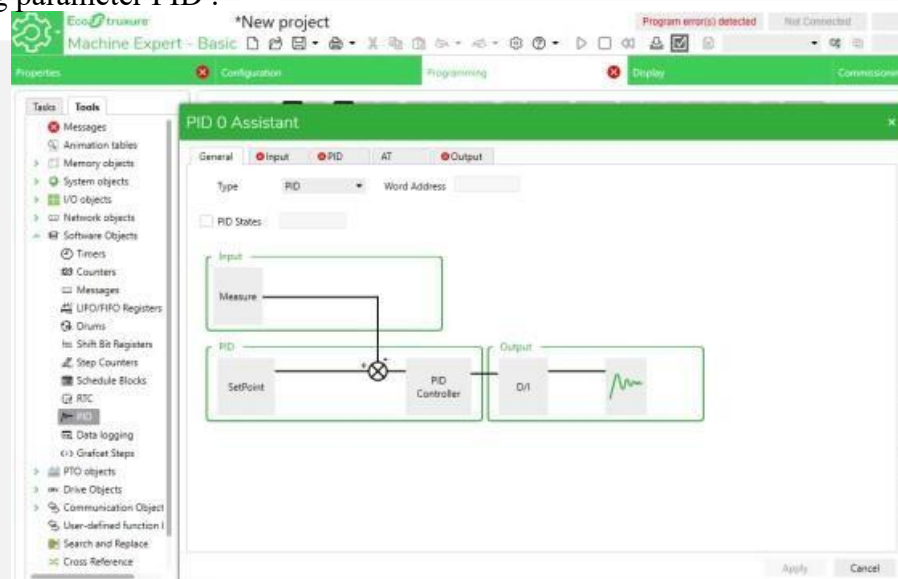 g parameter PID .
EcoStruxure
Machine Expert - Basic
*New project
Program error(s) detected
Not Connected
Properties
Configuration
Programming
Display
Commissioni
Tasks Tools
Messages
Animation tables
Memory objects
System objects
I/O objects
Network objects
Software Objects
Timers
Counters
Messages
LIFO/FIFO Registers
Drums
Shift Bit Registers
Step Counters
Schedule Blocks
RTC
PID
Data logging
Grafcet Steps
PTO objects
Drive Objects
Communication Object
User-defined function
Search and Replace
Cross Reference
PID 0 Assistant
General Input PID AT Output
Type PID Word Address
PID States
Input
Measure
PID
SetPoint
+ -
PID
Controller
Output
D/I
Apply Cancel